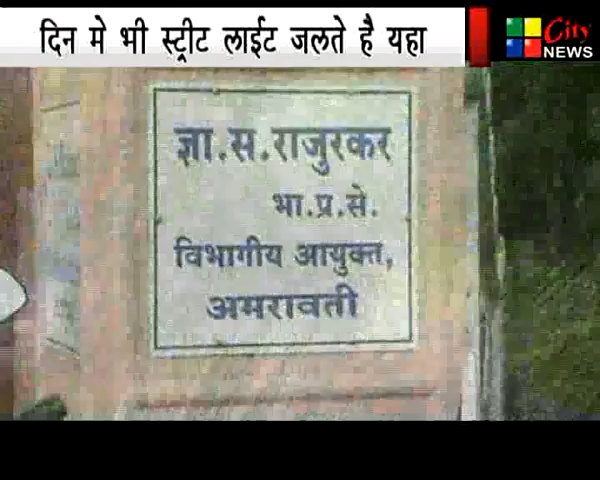 दिन मे भी स्ट्रीट लाईट जलते है यहा
City
NEWS
ज्ञा.स.राजुरकर
भा.प्र.से.
विभागीय आयुक्त,
अमरावती